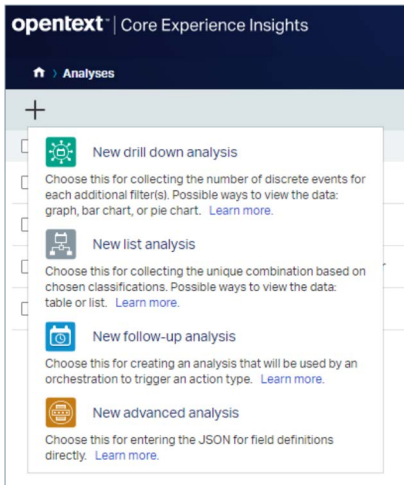 opentext™ | Core Experience Insights
Analyses
New drill down analysis
Choose this for collecting the number of discrete events for
each additional filter(s). Possible ways to view the data:
graph, bar chart, or pie chart. Learn more.
New list analysis
Choose this for collecting the unique combination based on
chosen classifications. Possible ways to view the data:
table or list. Learn more.
New follow-up analysis
Choose this for creating an analysis that will be used by an
orchestration to trigger an action type. Learn more.
New advanced analysis
Choose this for entering the JSON for field definitions
directly. Learn more.